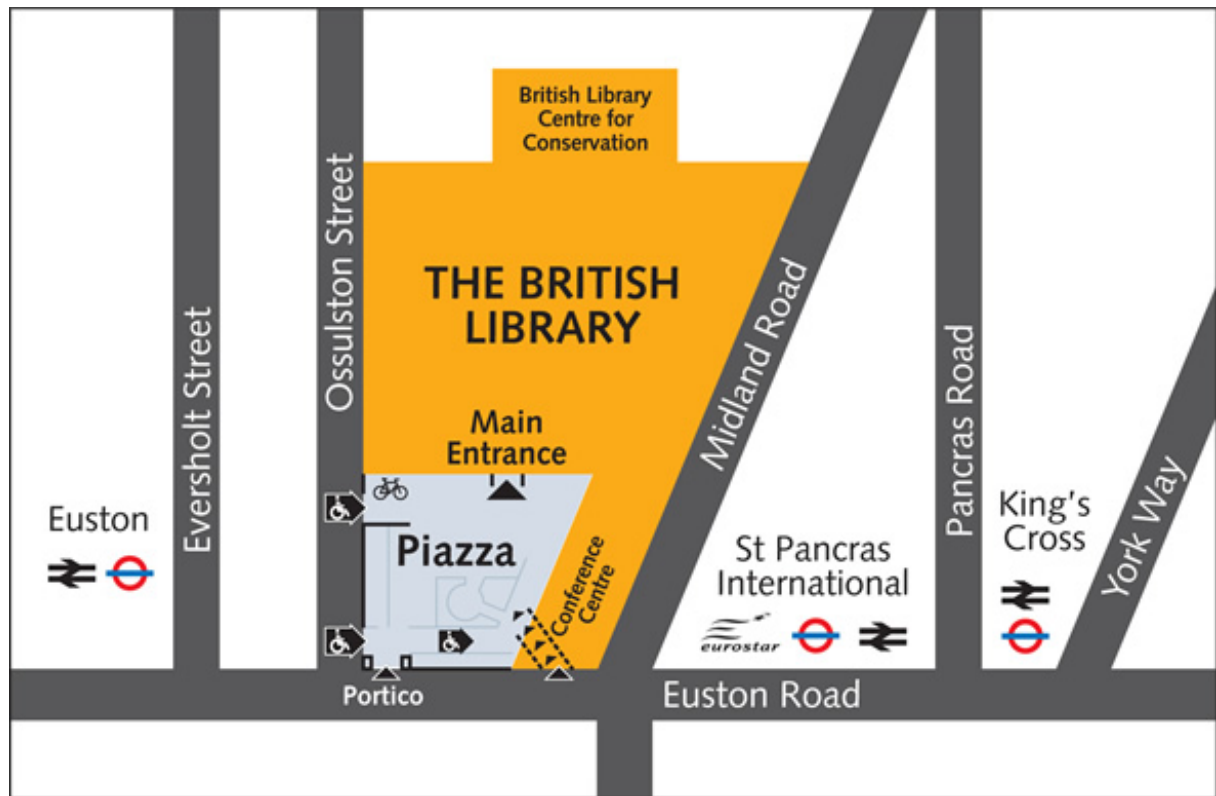 British Library
Centre for
Conservation
THE BRITISH
LIBRARY
Main
Entrance
Piazza
Conference
Centre
Portico
Eversholt Street
Ossulston Street
Midland Road
Pancras Road
York Way
Euston Road
Euston
St Pancras
International
eurostar
King's
Cross